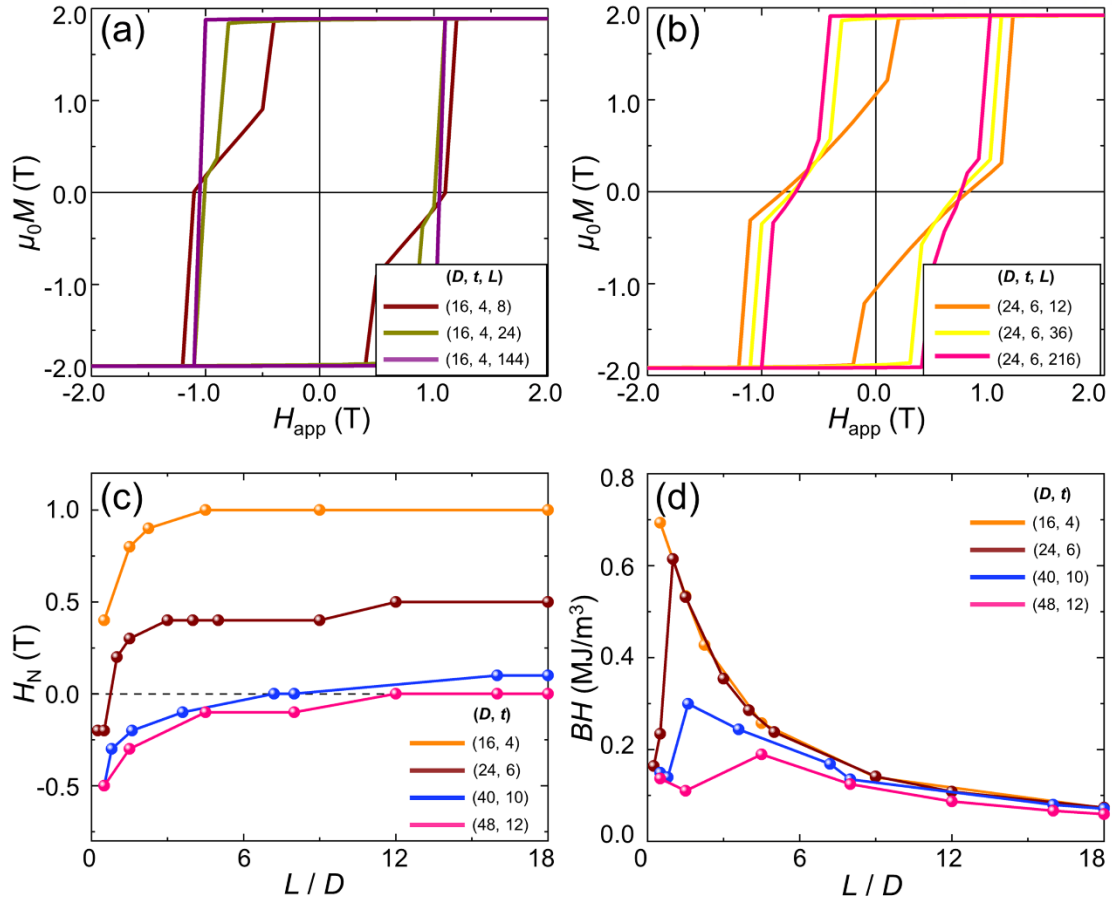 (a)
2.0
1.0
0.0
-1.0
-2.0
μ₀M (T)
-2.0 -1.0 0.0 1.0 2.0
H_app (T)
(D, t, L)
(16, 4, 8)
(16, 4, 24)
(16, 4, 144)
(b)
2.0
1.0
0.0
-1.0
-2.0
μ₀M (T)
-2.0 -1.0 0.0 1.0 2.0
H_app (T)
(D, t, L)
(24, 6, 12)
(24, 6, 36)
(24, 6, 216)
(c)
1.0
0.5
0.0
-0.5
H_N (T)
0 6 12 18
L / D
(D, t)
(16, 4)
(24, 6)
(40, 10)
(48, 12)
(d)
0.8
0.6
0.4
0.2
0.0
BH (MJ/m³)
0 6 12 18
L / D
(D, t)
(16, 4)
(24, 6)
(40, 10)
(48, 12)